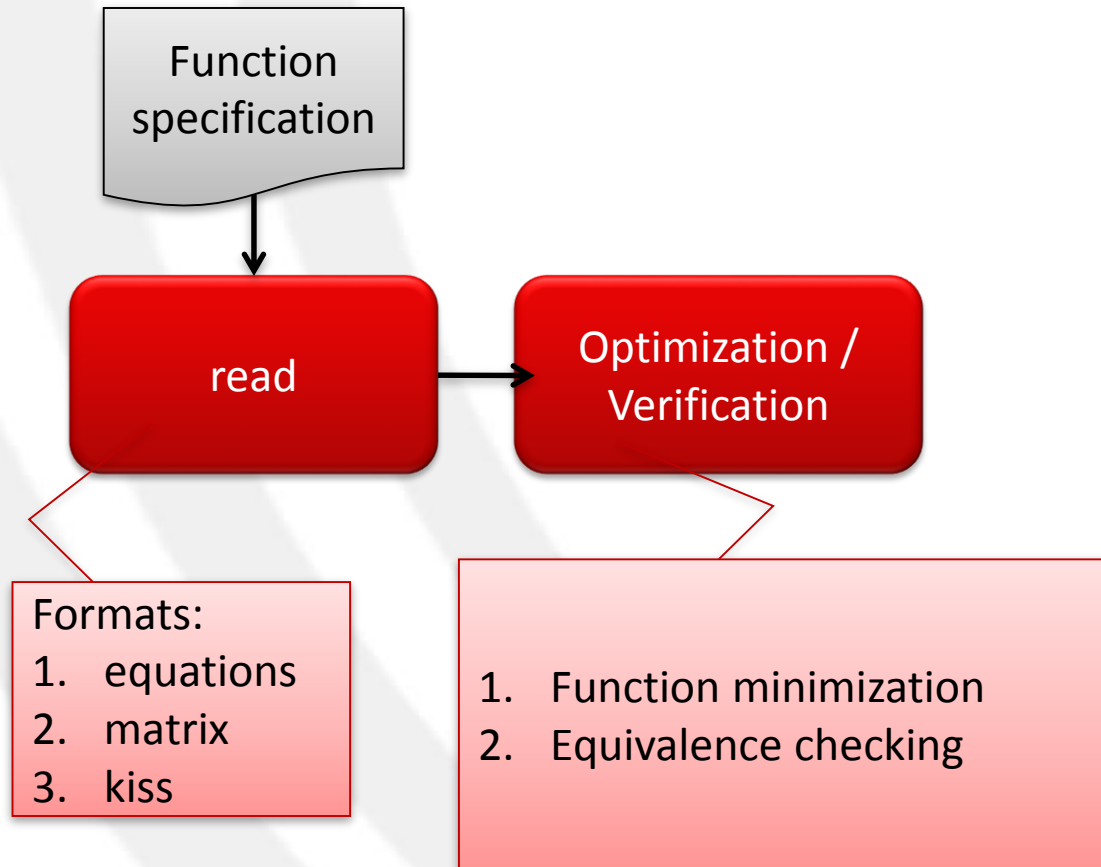 Function
specification
read
Optimization /
Verification
Formats:
1. equations
2. matrix
3. kiss
1. Function minimization
2. Equivalence checking